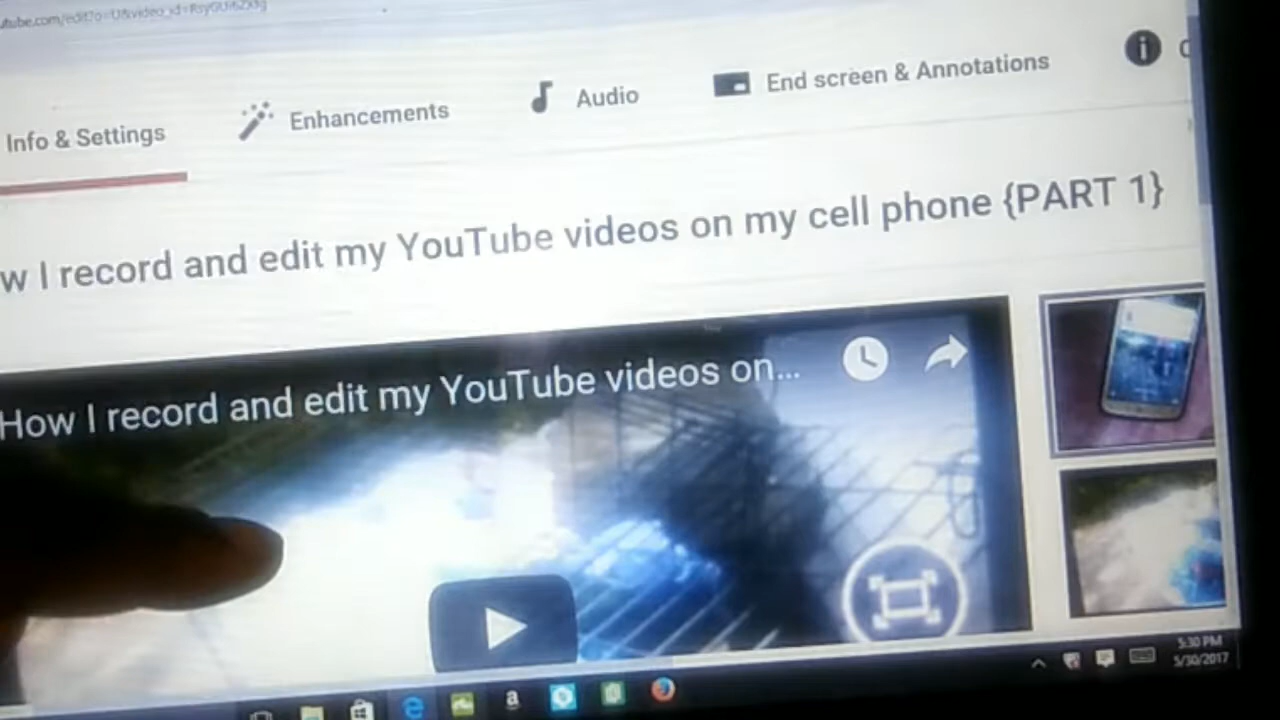 Info & Settings
Enhancements
Audio
End screen & Annotations
w I record and edit my YouTube videos on my cell phone {PART 1}
How I record and edit my YouTube videos on...
5:30 PM
5/30/2017